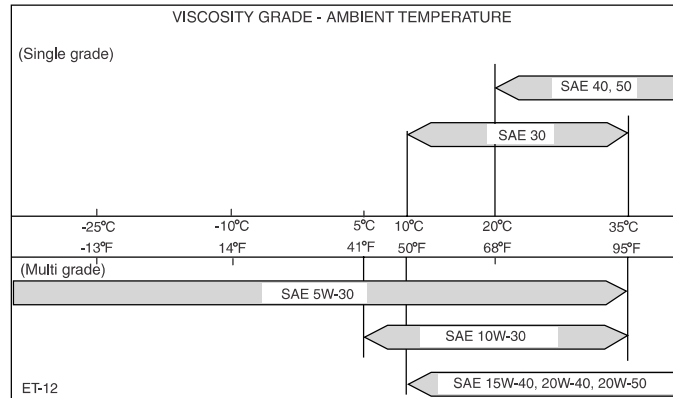 VISCOSITY GRADE - AMBIENT TEMPERATURE
(Single grade)
SAE 40, 50
SAE 30
-25°C -10°C 5°C 10°C 20°C 35°C
-13°F 14°F 41°F 50°F 68°F 95°F
(Multi grade)
SAE 5W-30
SAE 10W-30
SAE 15W-40, 20W-40, 20W-50
ET-12